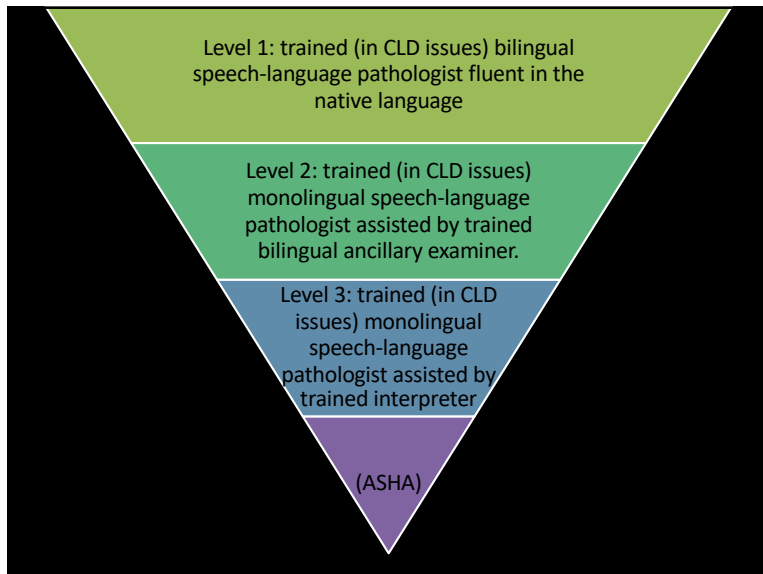 Level 1: trained (in CLD issues) bilingual
speech-language pathologist fluent in the
native language
Level 2: trained (in CLD issues)
monolingual speech-language
pathologist assisted by trained
bilingual ancillary examiner.
Level 3: trained (in CLD
issues) monolingual
speech-language
pathologist assisted by
trained interpreter
(ASHA)